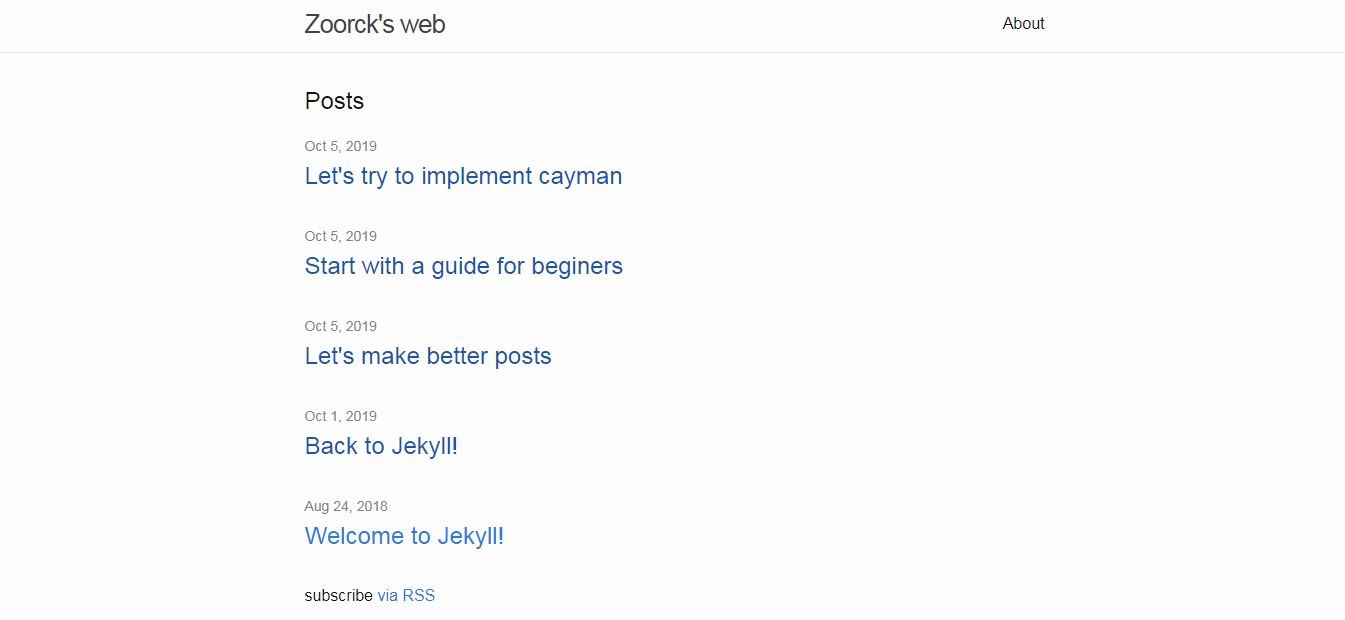 Zoorck's web
About
Posts
Oct 5, 2019
Let's try to implement cayman
Oct 5, 2019
Start with a guide for beginers
Oct 5, 2019
Let's make better posts
Oct 1, 2019
Back to Jekyll!
Aug 24, 2018
Welcome to Jekyll!
subscribe via RSS